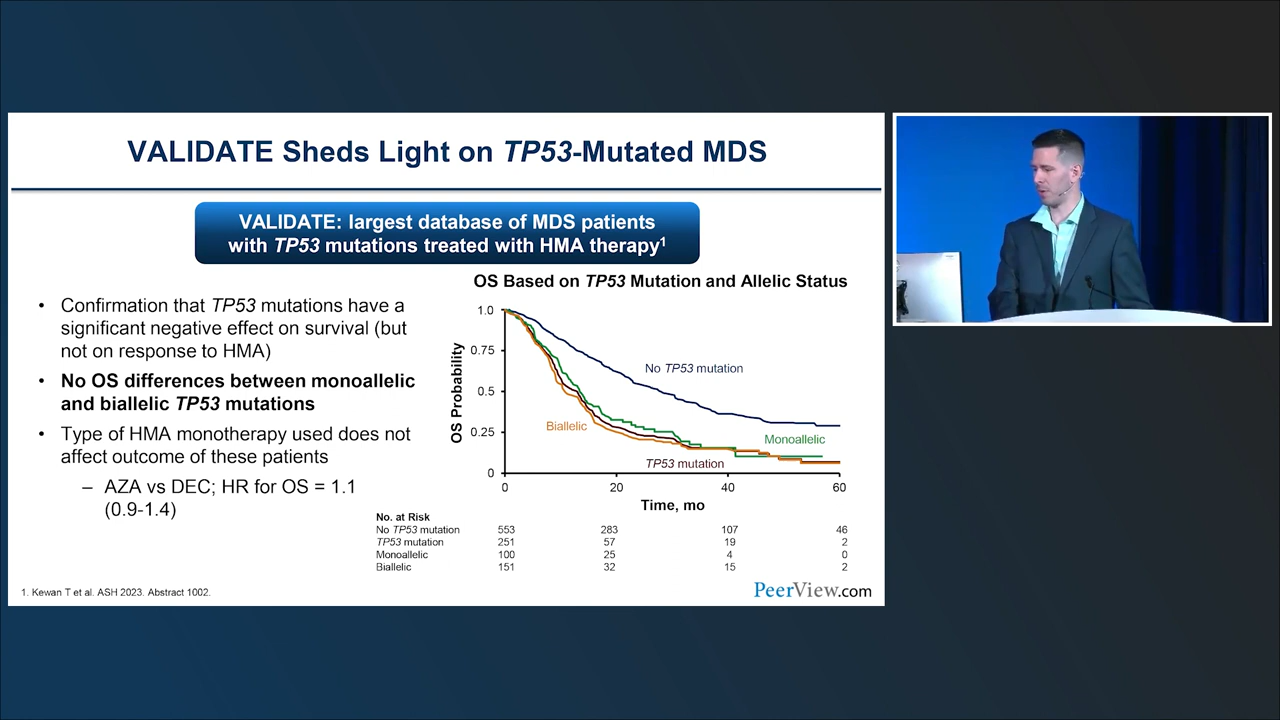 VALIDATE Sheds Light on TP53-Mutated MDS
VALIDATE: largest database of MDS patients
with TP53 mutations treated with HMA therapy¹
• Confirmation that TP53 mutations have a
significant negative effect on survival (but
not on response to HMA)
• No OS differences between monoallelic
and biallelic TP53 mutations
• Type of HMA monotherapy used does not
affect outcome of these patients
– AZA vs DEC; HR for OS = 1.1
(0.9-1.4)
OS Based on TP53 Mutation and Allelic Status
OS Probability
1.0
0.75
0.5
0.25
0
No TP53 mutation
Biallelic
Monoallelic
TP53 mutation
0 20 40 60
Time, mo
No. at Risk
No TP53 mutation 553 283 107 46
TP53 mutation 251 57 19 2
Monoallelic 100 25 4 0
Biallelic 151 32 15 2
1. Kewan T et al. ASH 2023. Abstract 1002.
PeerView.com